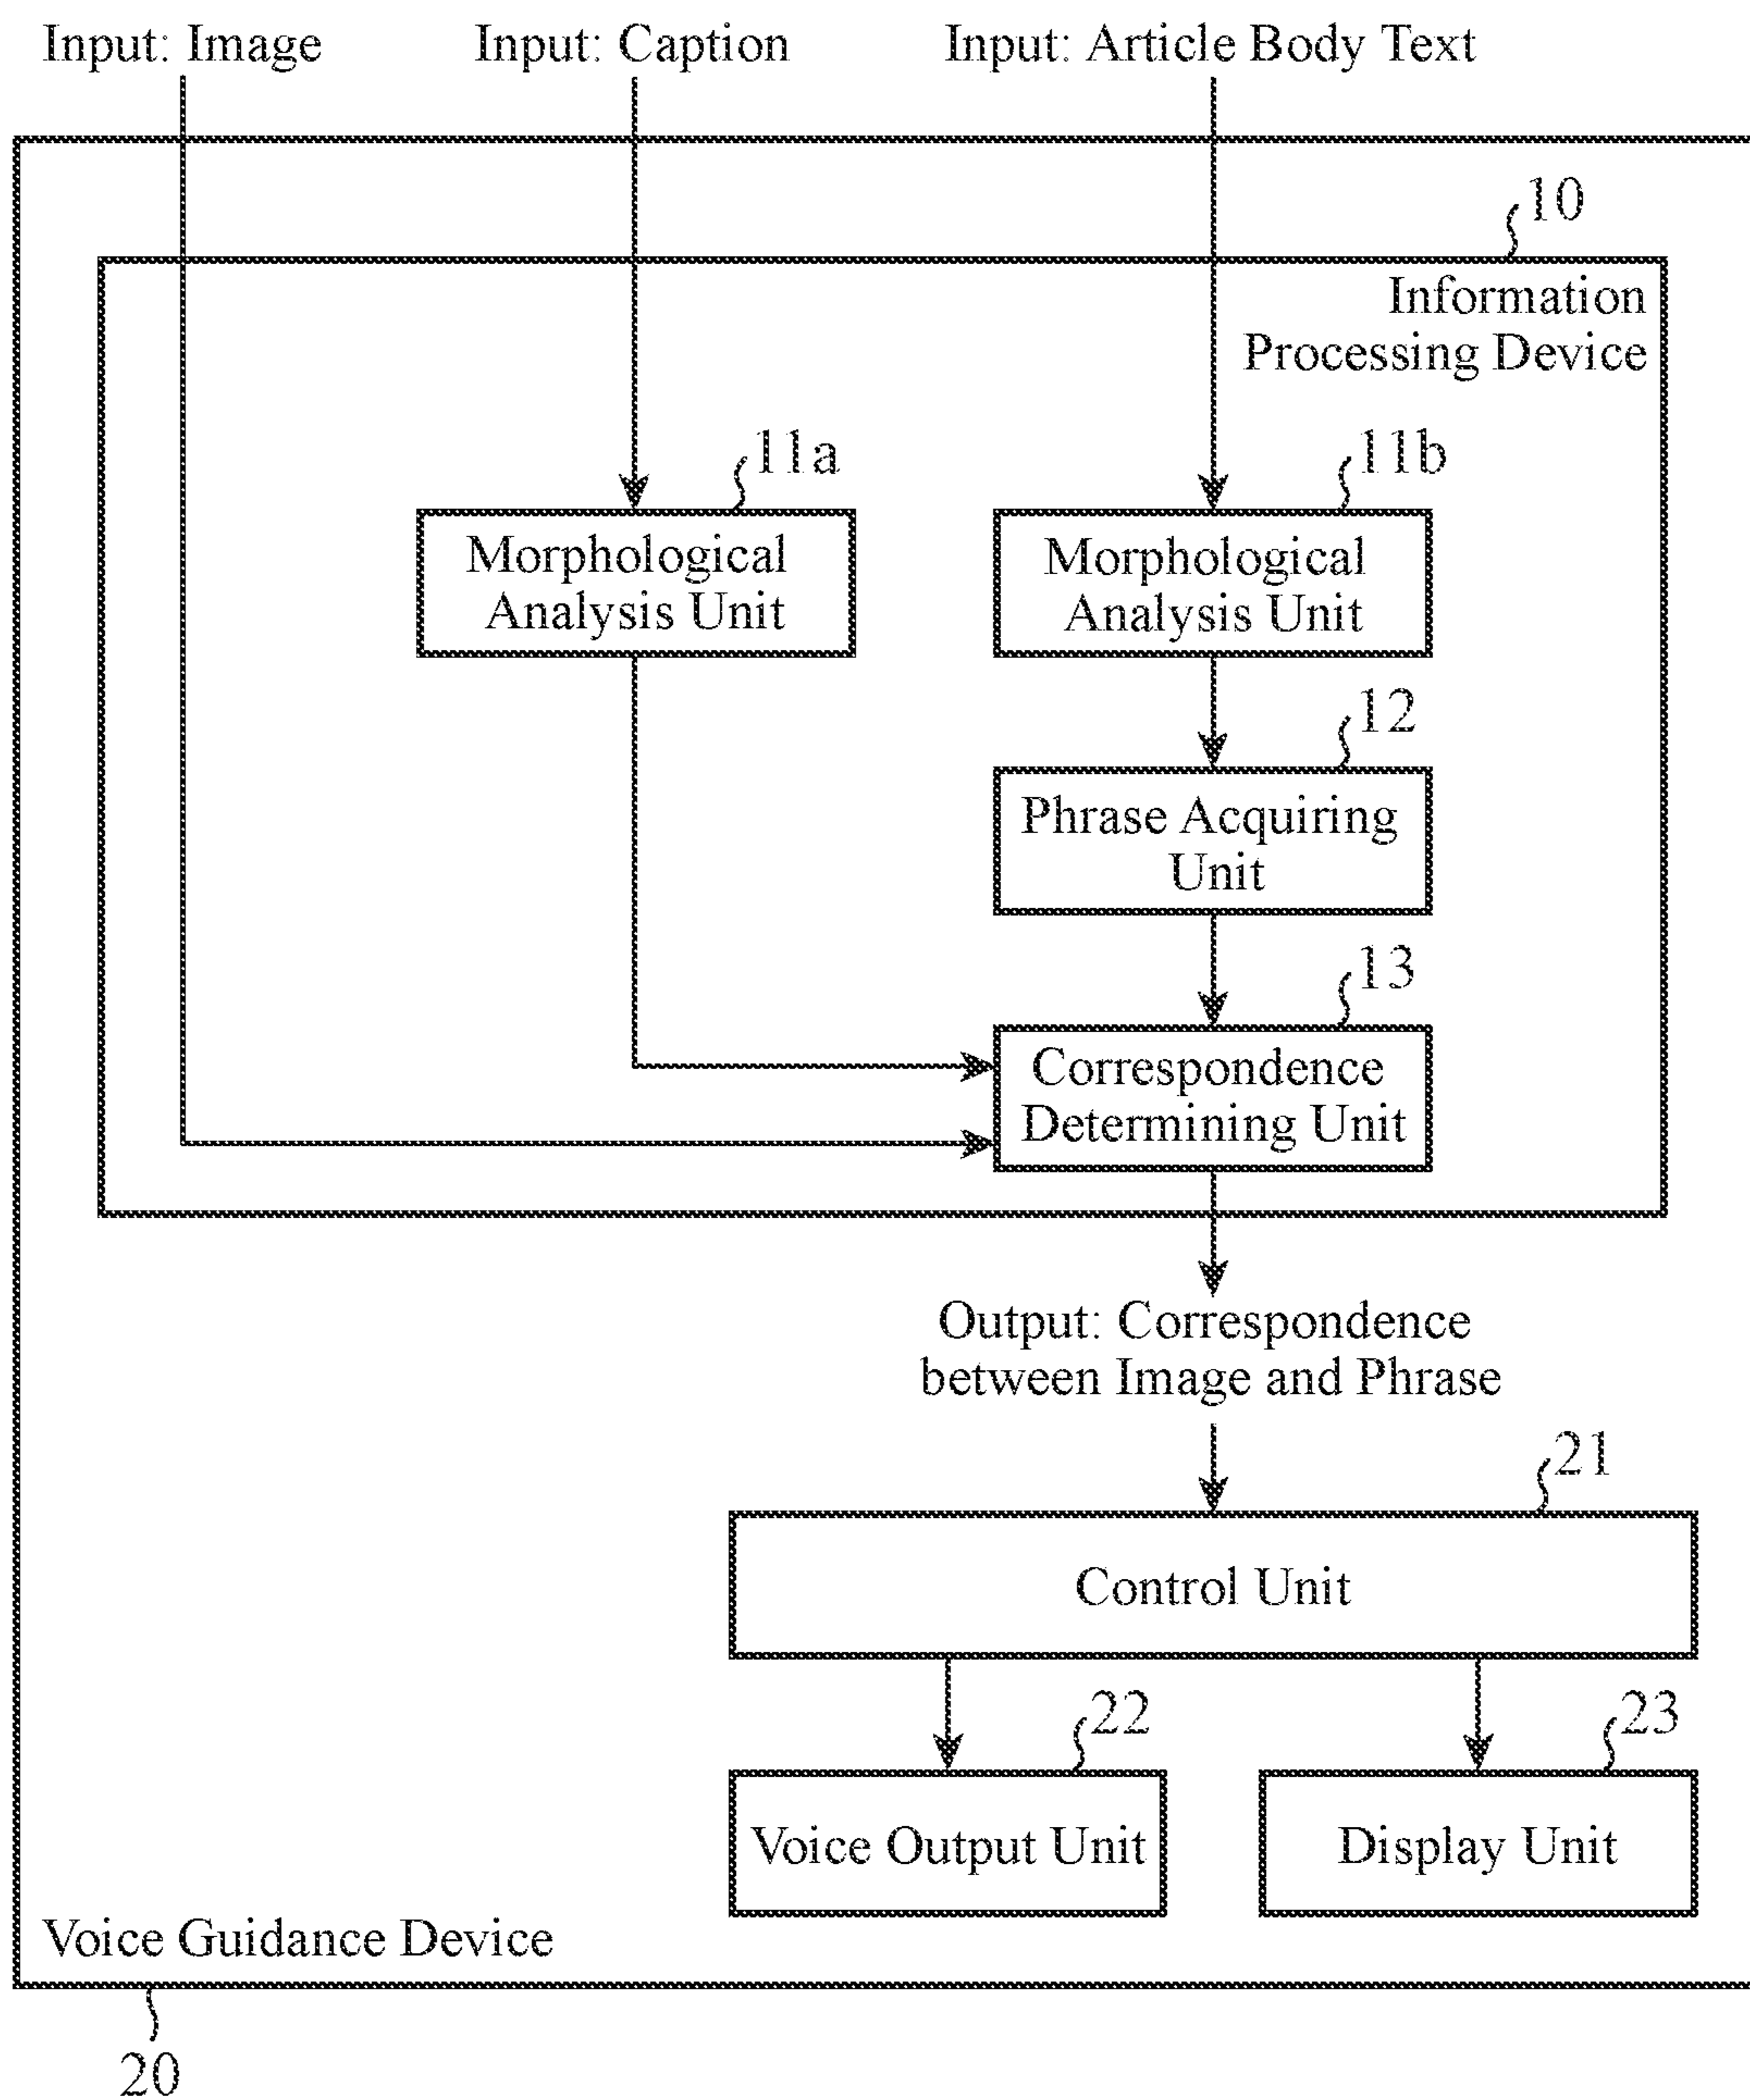 Input: Image
Input: Caption
Input: Article Body Text
10
Information
Processing Device
11a
11b
Morphological
Analysis Unit
Morphological
Analysis Unit
12
Phrase Acquiring
Unit
13
Correspondence
Determining Unit
Output: Correspondence
between Image and Phrase
21
Control Unit
22
23
Voice Output Unit
Display Unit
Voice Guidance Device
20